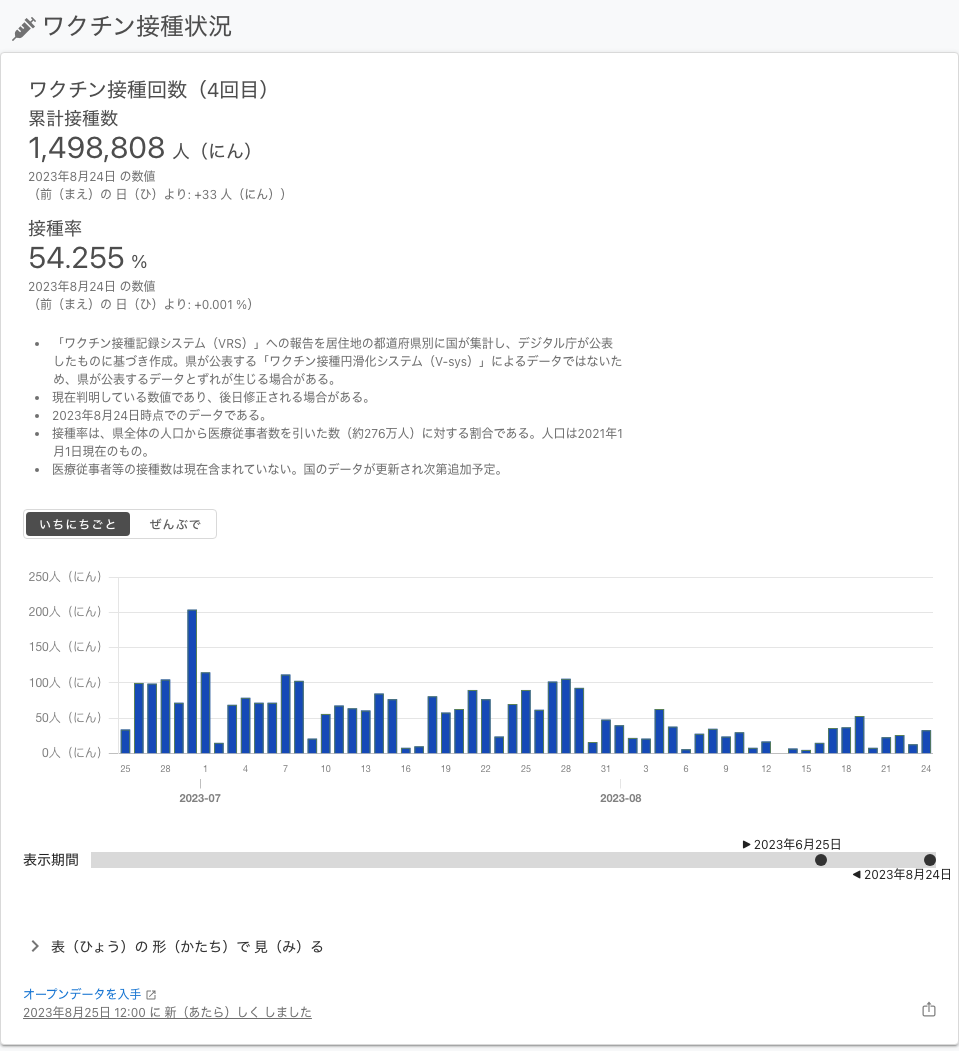 ワクチン接種状況
ワクチン接種回数（4回目）
累計接種数
1,498,808 人（にん）
2023年8月24日 の数値
（前（まえ）の 日（ひ）より: +33 人（にん））
接種率
54.255 %
2023年8月24日 の数値
（前（まえ）の 日（ひ）より: +0.001 %）
• 「ワクチン接種記録システム（VRS）」への報告を居住地の都道府県別に国が集計し、デジタル庁が公表
したものに基づき作成。県が公表する「ワクチン接種円滑化システム（V-sys）」によるデータではないた
め、県が公表するデータとずれが生じる場合がある。
• 現在判明している数値であり、後日修正される場合がある。
• 2023年8月24日時点でのデータである。
• 接種率は、県全体の人口から医療従事者数を引いた数（約276万人）に対する割合である。人口は2021年1
月1日現在のもの。
• 医療従事者等の接種数は現在含まれていない。国のデータが更新され次第追加予定。
いちにちごと ぜんぶで
250人（にん）
200人（にん）
150人（にん）
100人（にん）
50人（にん）
0人（にん）
25 28 1 4 7 10 13 16 19 22 25 28 31 3 6 9 12 15 18 21 24
2023-07 2023-08
▶ 2023年6月25日
表示期間
◀ 2023年8月24日
表（ひょう）の 形（かたち）で 見（み）る
オープンデータを入手
2023年8月25日 12:00 に 新（あたら）しく しました